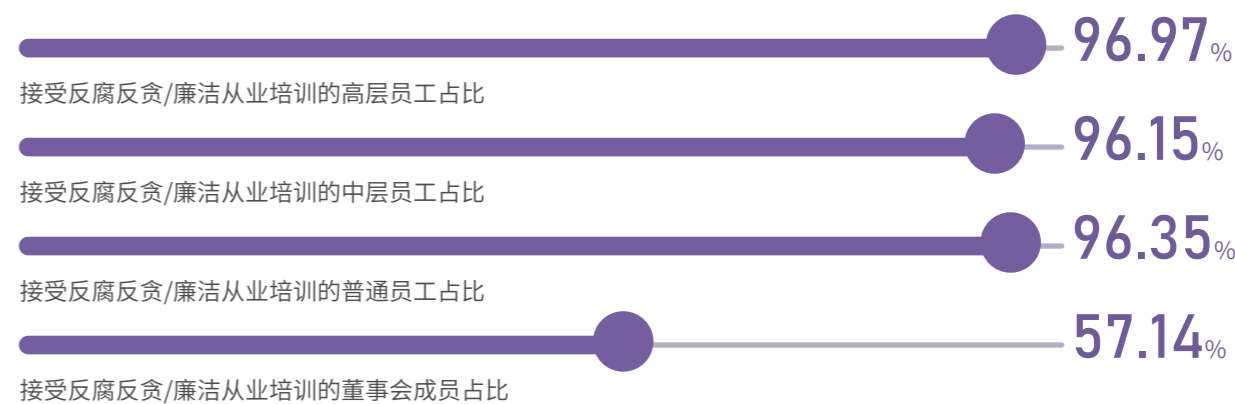 96.97%
接受反腐反贪/廉洁从业培训的高层员工占比
96.15%
接受反腐反贪/廉洁从业培训的中层员工占比
96.35%
接受反腐反贪/廉洁从业培训的普通员工占比
57.14%
接受反腐反贪/廉洁从业培训的董事会成员占比